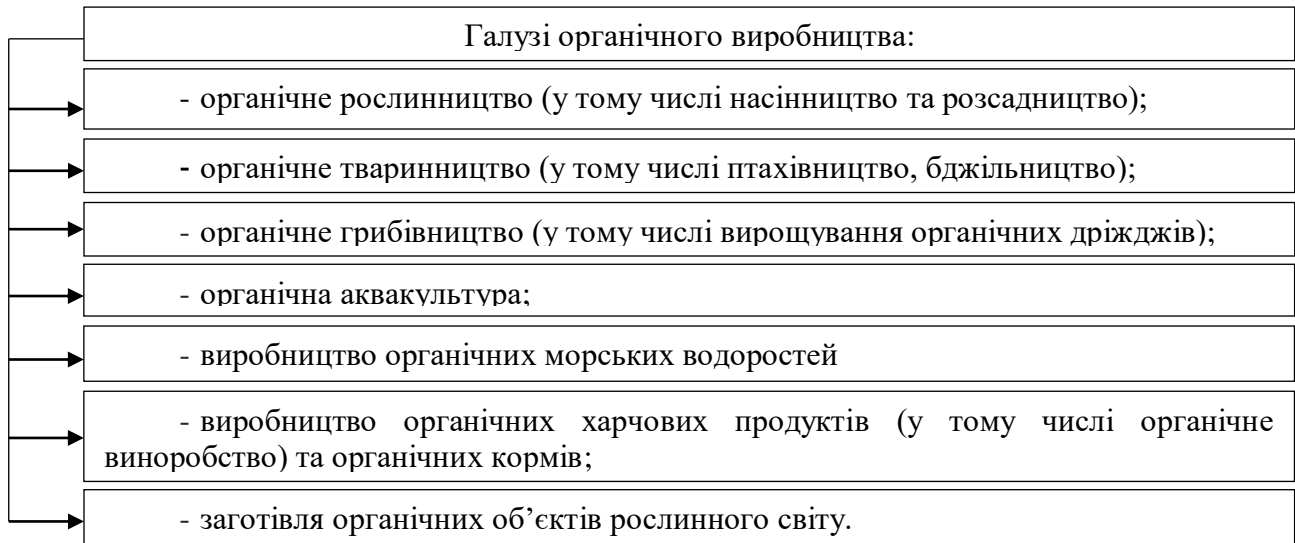 Галузі органічного виробництва:
- органічне рослинництво (у тому числі насінництво та розсадництво);
- органічне тваринництво (у тому числі птахівництво, бджільництво);
- органічне грибівництво (у тому числі вирощування органічних дріжджів);
- органічна аквакультура;
- виробництво органічних морських водоростей
- виробництво органічних харчових продуктів (у тому числі органічне
виноробство) та органічних кормів;
- заготівля органічних об’єктів рослинного світу.